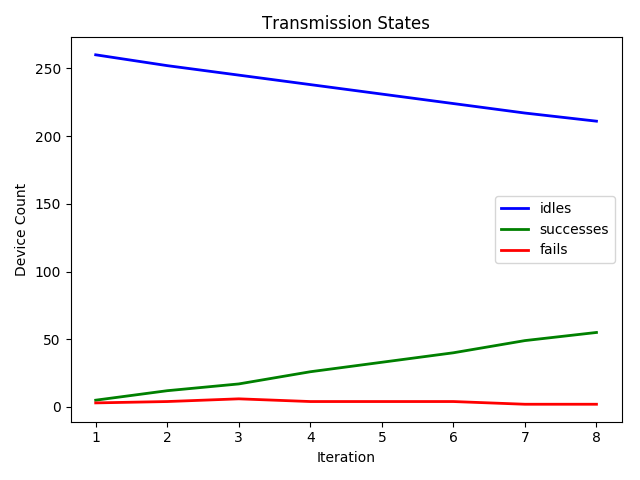 Transmission States
Device Count
250
200
150
100
50
0
idles
successes
fails
1 2 3 4 5 6 7 8
Iteration